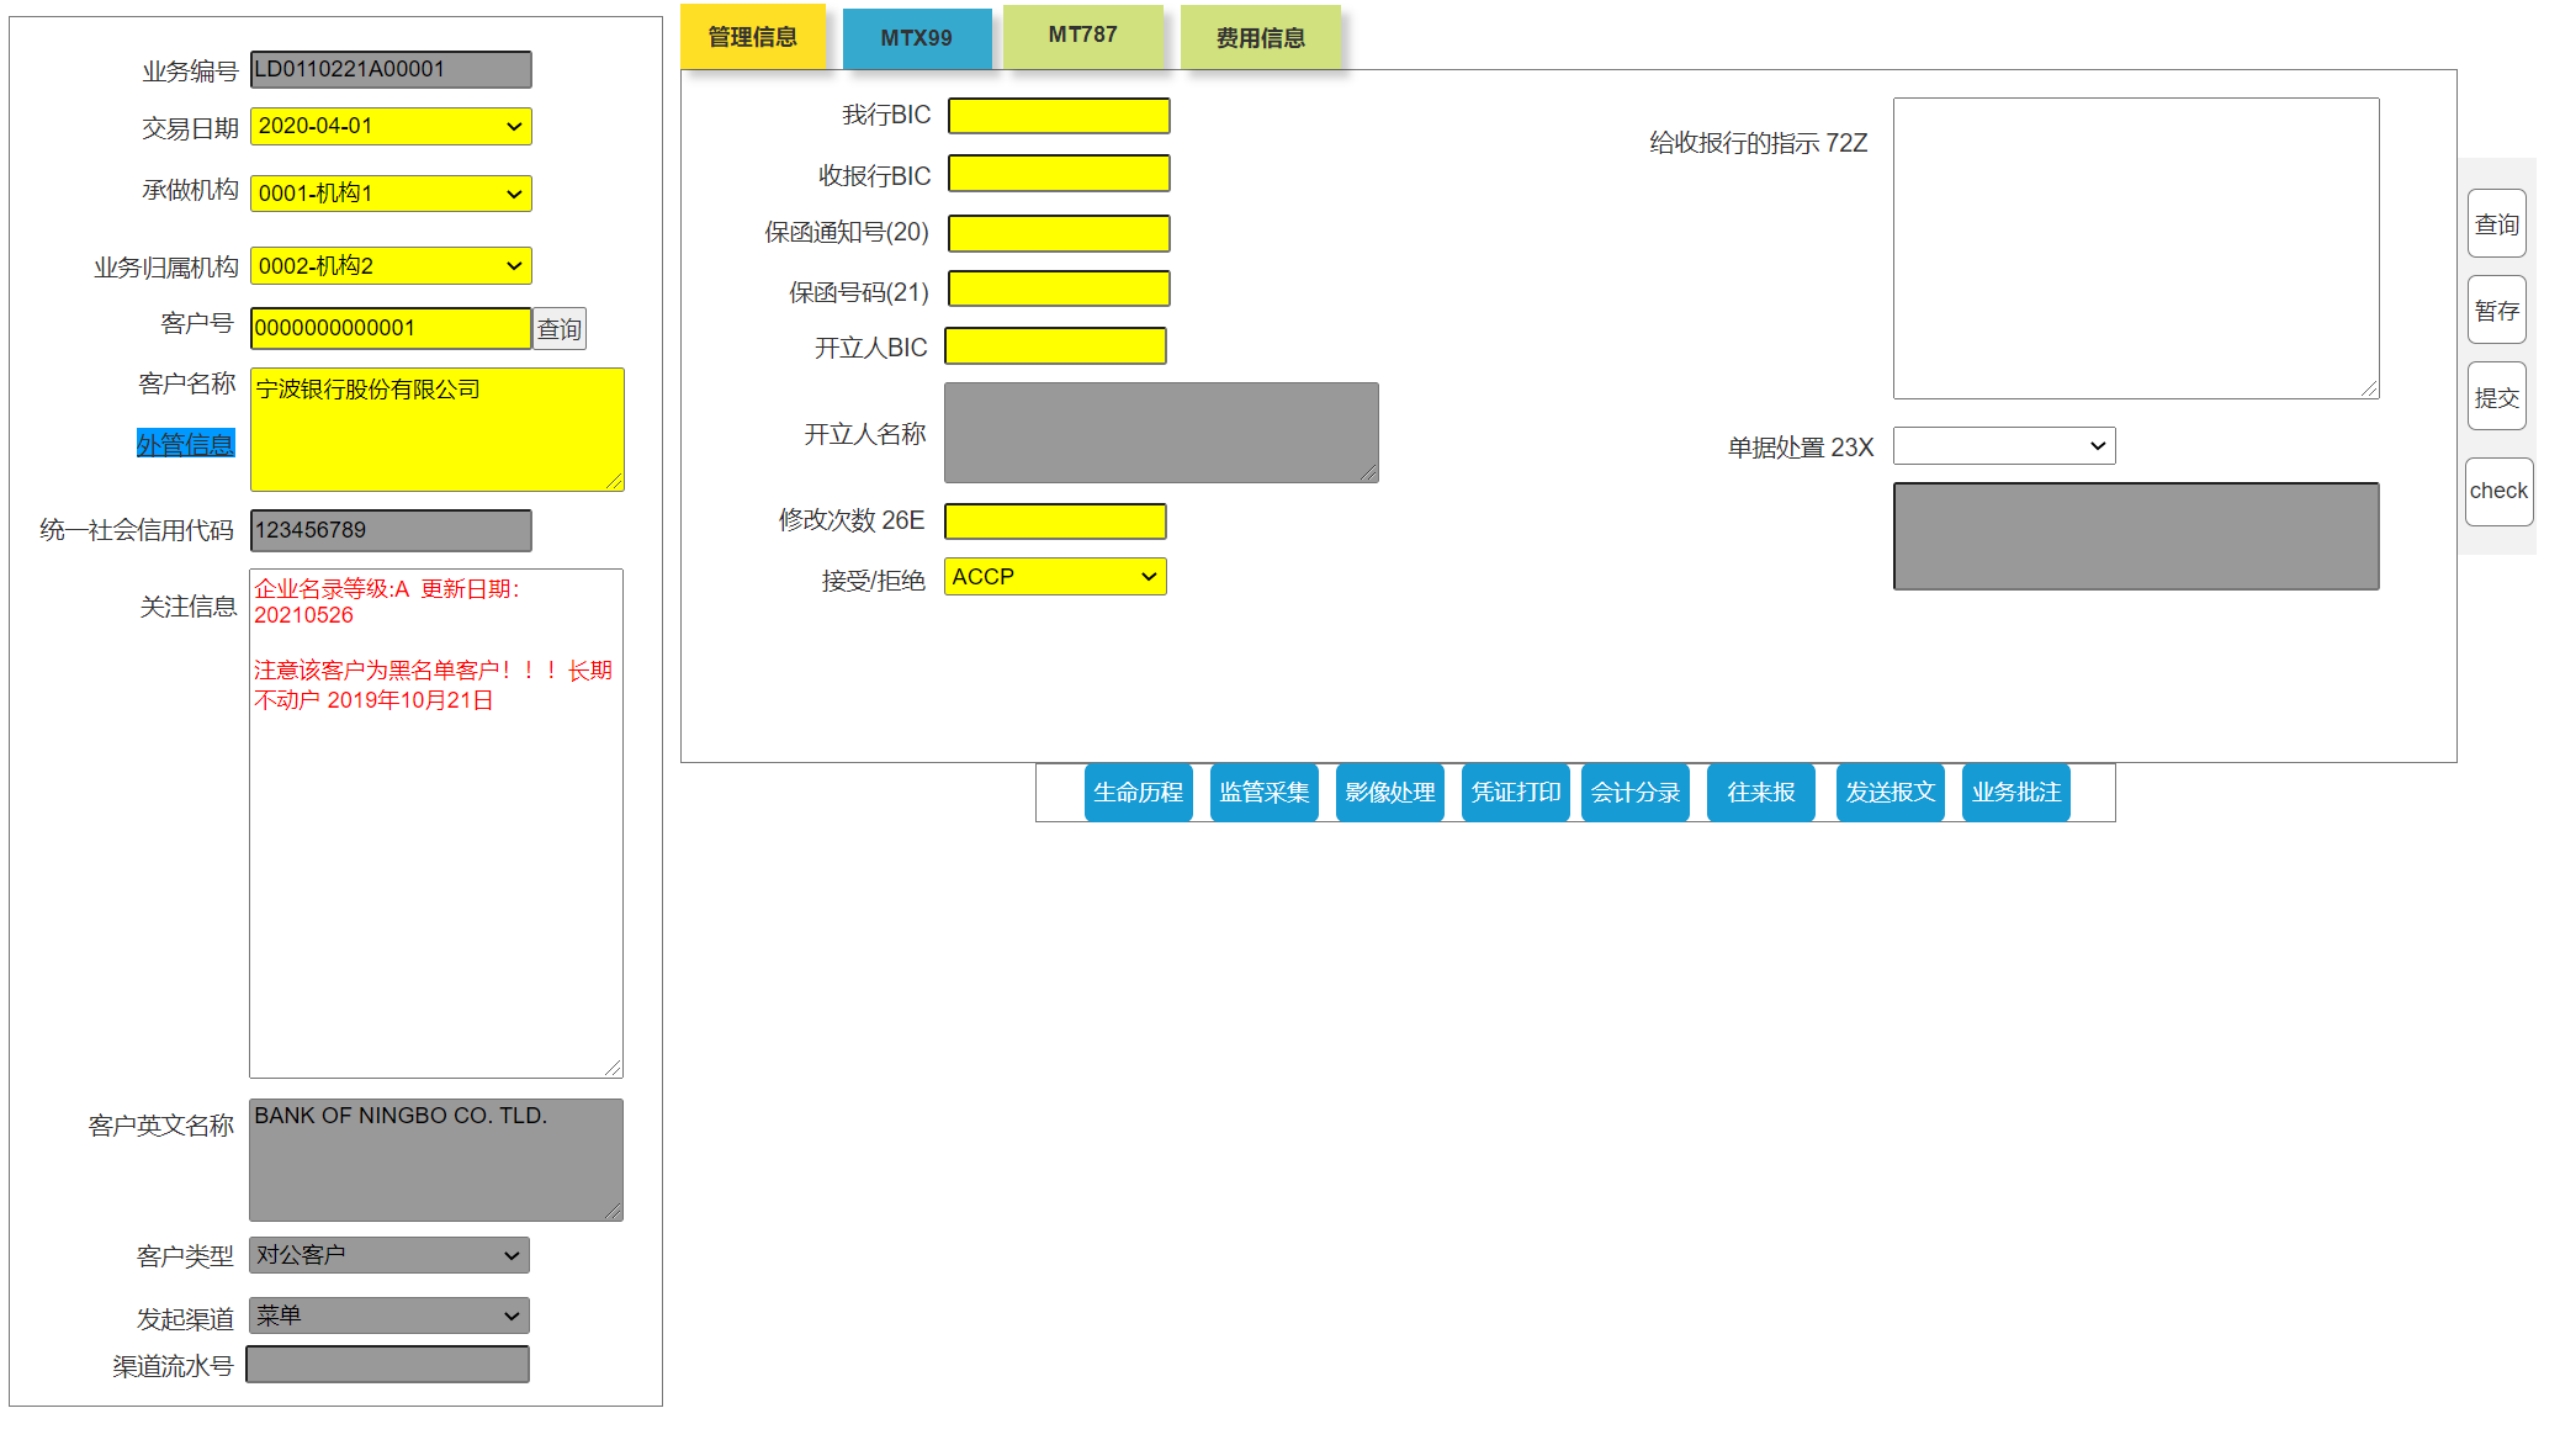 业务编号 LD0110221A00001
交易日期 2020-04-01
承做机构 0001-机构1
业务归属机构 0002-机构2
客户号 0000000000001 查询
客户名称 宁波银行股份有限公司
外管信息
统一社会信用代码 123456789
关注信息
企业名录等级:A 更新日期:
20210526
注意该客户为黑名单客户！！！长期
不动户 2019年10月21日
客户英文名称 BANK OF NINGBO CO. TLD.
客户类型 对公客户
发起渠道 菜单
渠道流水号
管理信息 MTX99 MT787 费用信息
我行BIC
收报行BIC
保函通知号(20)
保函号码(21)
开立人BIC
开立人名称
修改次数 26E
接受/拒绝 ACCP
给收报行的指示 72Z
单据处置 23X
查询
暂存
提交
check
生命历程 监管采集 影像处理 凭证打印 会计分录 往来报 发送报文 业务批注